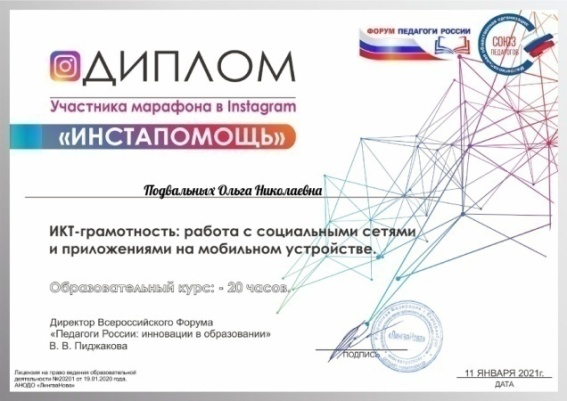 ДИПЛОМ
ФОРУМ ПЕДАГОГИ РОССИИ
СОЮЗ
ПЕДАГОГОВ
Участника марафона в Instagram
«ИНСТАПОМОЩЬ»
Подвальных Ольга Николаевна
ИКТ-грамотность: работа с социальными сетями
и приложениями на мобильном устройстве.
Образовательный курс: - 20 часов.
Директор Всероссийского Форума
«Педагоги России: инновации в образовании»
В. В. Пиджакова
«ЛингваНова»
ПОДПИСЬ
11 ЯНВАРЯ 2021г.
ДАТА
Лицензия на право ведения образовательной
деятельности №20201 от 19.01.2020 года.
АНОДО «ЛингваНова»